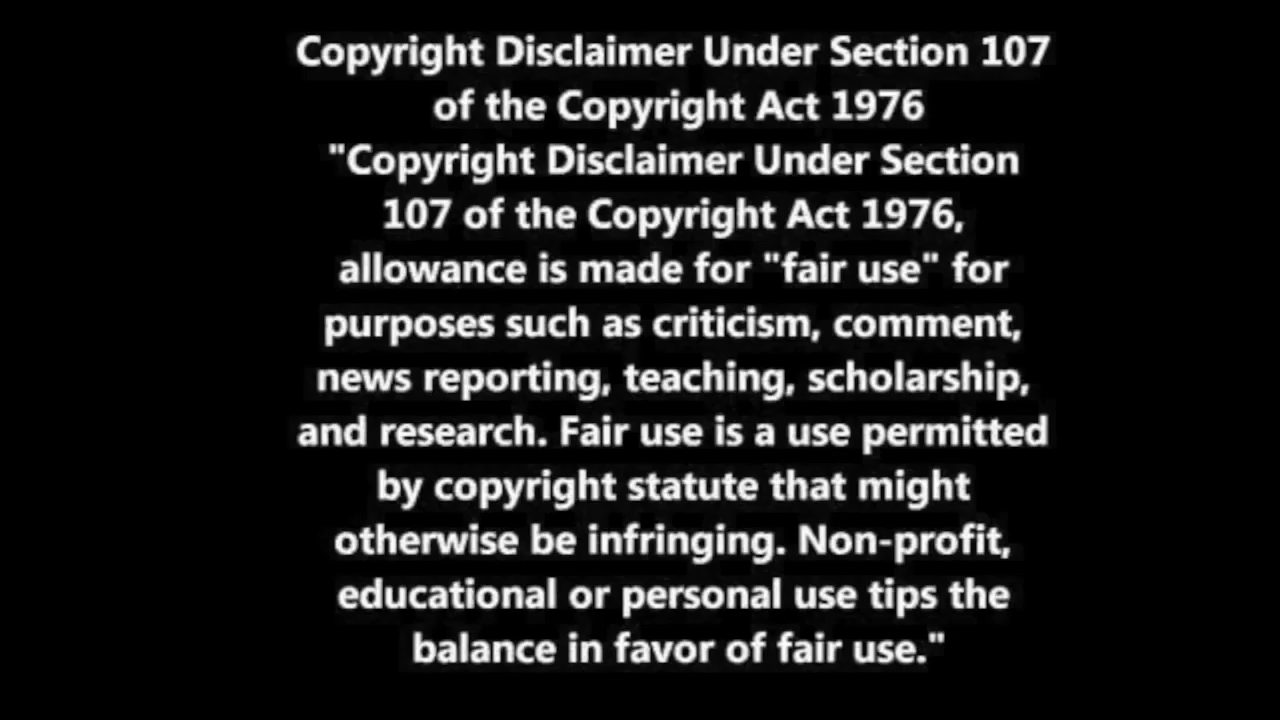 Copyright Disclaimer Under Section 107
of the Copyright Act 1976
"Copyright Disclaimer Under Section
107 of the Copyright Act 1976,
allowance is made for "fair use" for
purposes such as criticism, comment,
news reporting, teaching, scholarship,
and research. Fair use is a use permitted
by copyright statute that might
otherwise be infringing. Non-profit,
educational or personal use tips the
balance in favor of fair use."